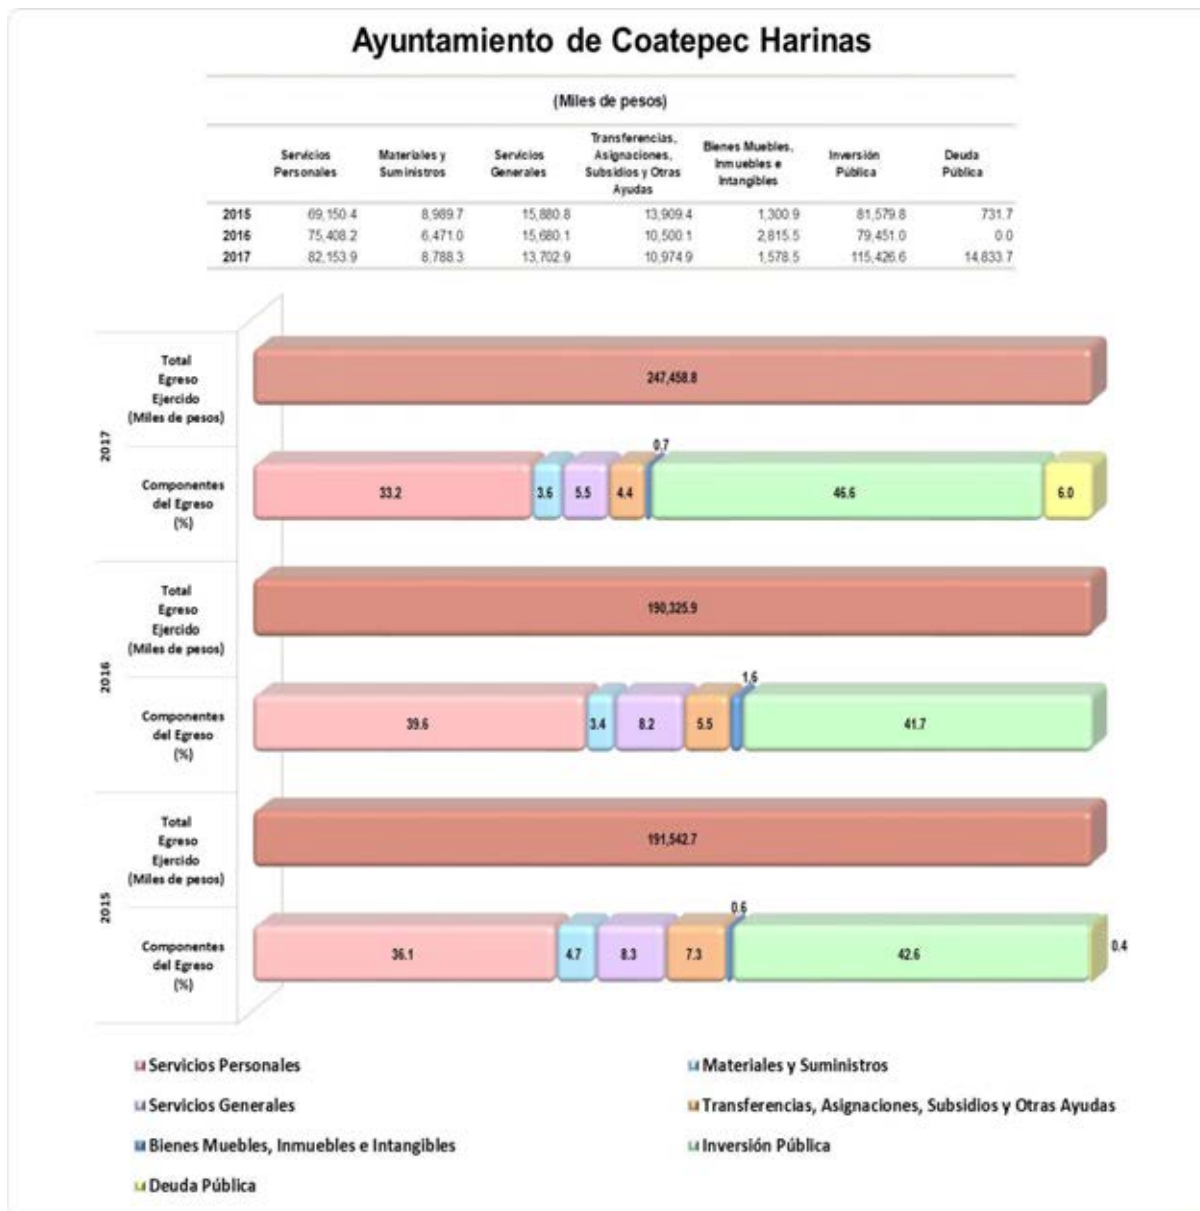 Ayuntamiento de Coatepec Harinas
(Miles de pesos)
Servicios Personales Materiales y Suministros Servicios Generales Transferencias, Asignaciones, Subsidios y Otras Ayudas Bienes Muebles, Inmuebles e Intangibles Inversión Pública Deuda Pública
2015 69,150.4 8,989.7 15,880.8 13,909.4 1,300.9 81,579.8 731.7
2016 75,408.2 6,471.0 15,680.1 10,500.1 2,815.5 79,451.0 0.0
2017 82,153.9 8,788.3 13,702.9 10,974.9 1,578.5 115,426.6 14,833.7
2017
Total
Egreso
Ejercido
(Miles de pesos)
247,458.8
Componentes
del Egreso
(%)
33.2 3.6 5.5 4.4 0.7 46.6 6.0
2016
Total
Egreso
Ejercido
(Miles de pesos)
190,325.9
Componentes
del Egreso
(%)
39.6 3.4 8.2 5.5 1.6 41.7
2015
Total
Egreso
Ejercido
(Miles de pesos)
191,542.7
Componentes
del Egreso
(%)
36.1 4.7 8.3 7.3 0.6 42.6 0.4
Servicios Personales Materiales y Suministros
Servicios Generales Transferencias, Asignaciones, Subsidios y Otras Ayudas
Bienes Muebles, Inmuebles e Intangibles Inversión Pública
Deuda Pública